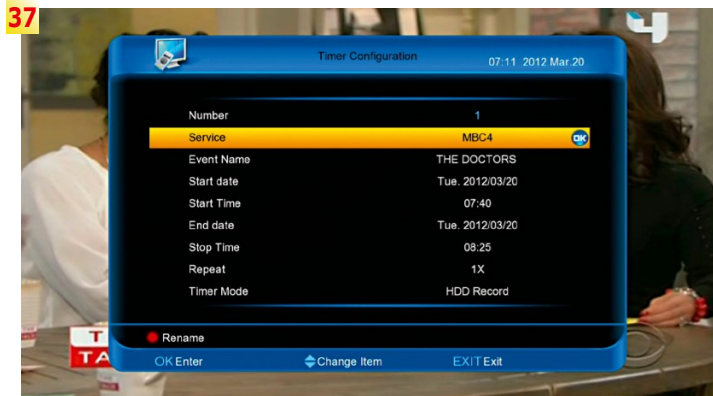 37
4
Timer Configuration
07:11 2012 Mar.20
Number 1
Service MBC4 OK
Event Name THE DOCTORS
Start date Tue. 2012/03/20
Start Time 07:40
End date Tue. 2012/03/20
Stop Time 08:25
Repeat 1X
Timer Mode HDD Record
Rename
OK Enter Change Item EXIT Exit
T
TA